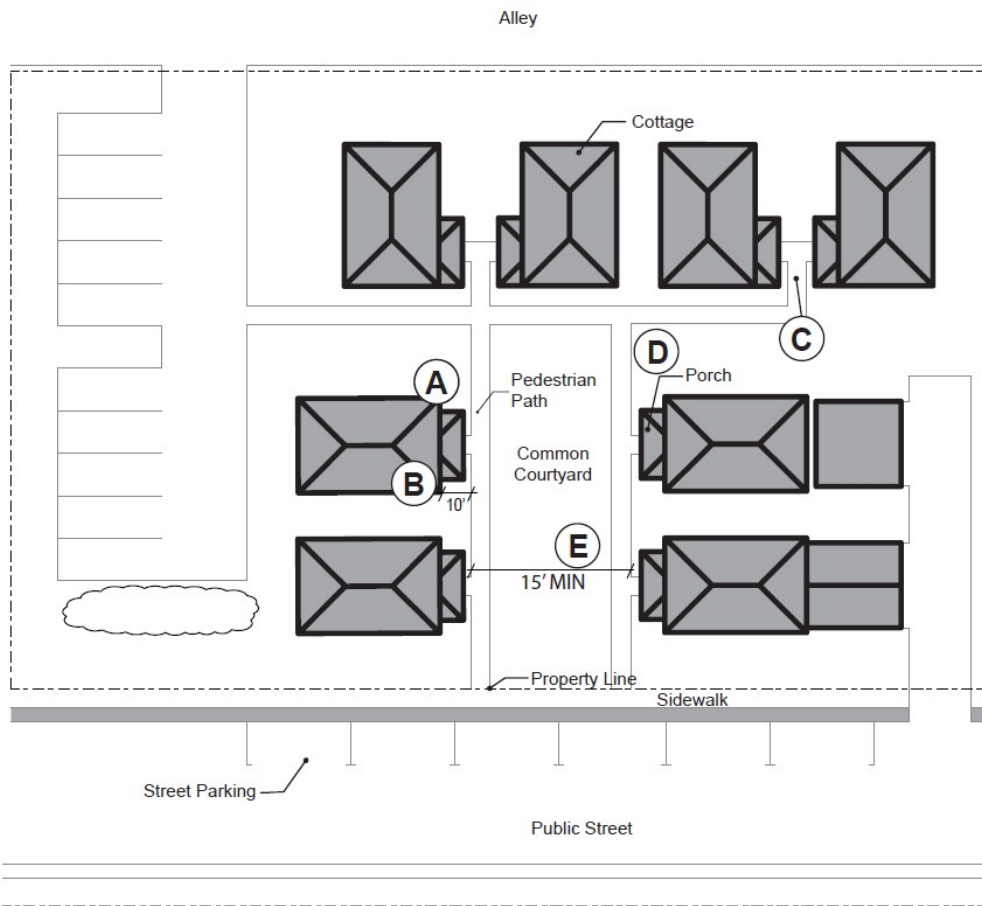 Alley
Cottage
C
D
Porch
A
Pedestrian
Path
Common
Courtyard
B
10'
E
15' MIN
Property Line
Sidewalk
Street Parking
Public Street